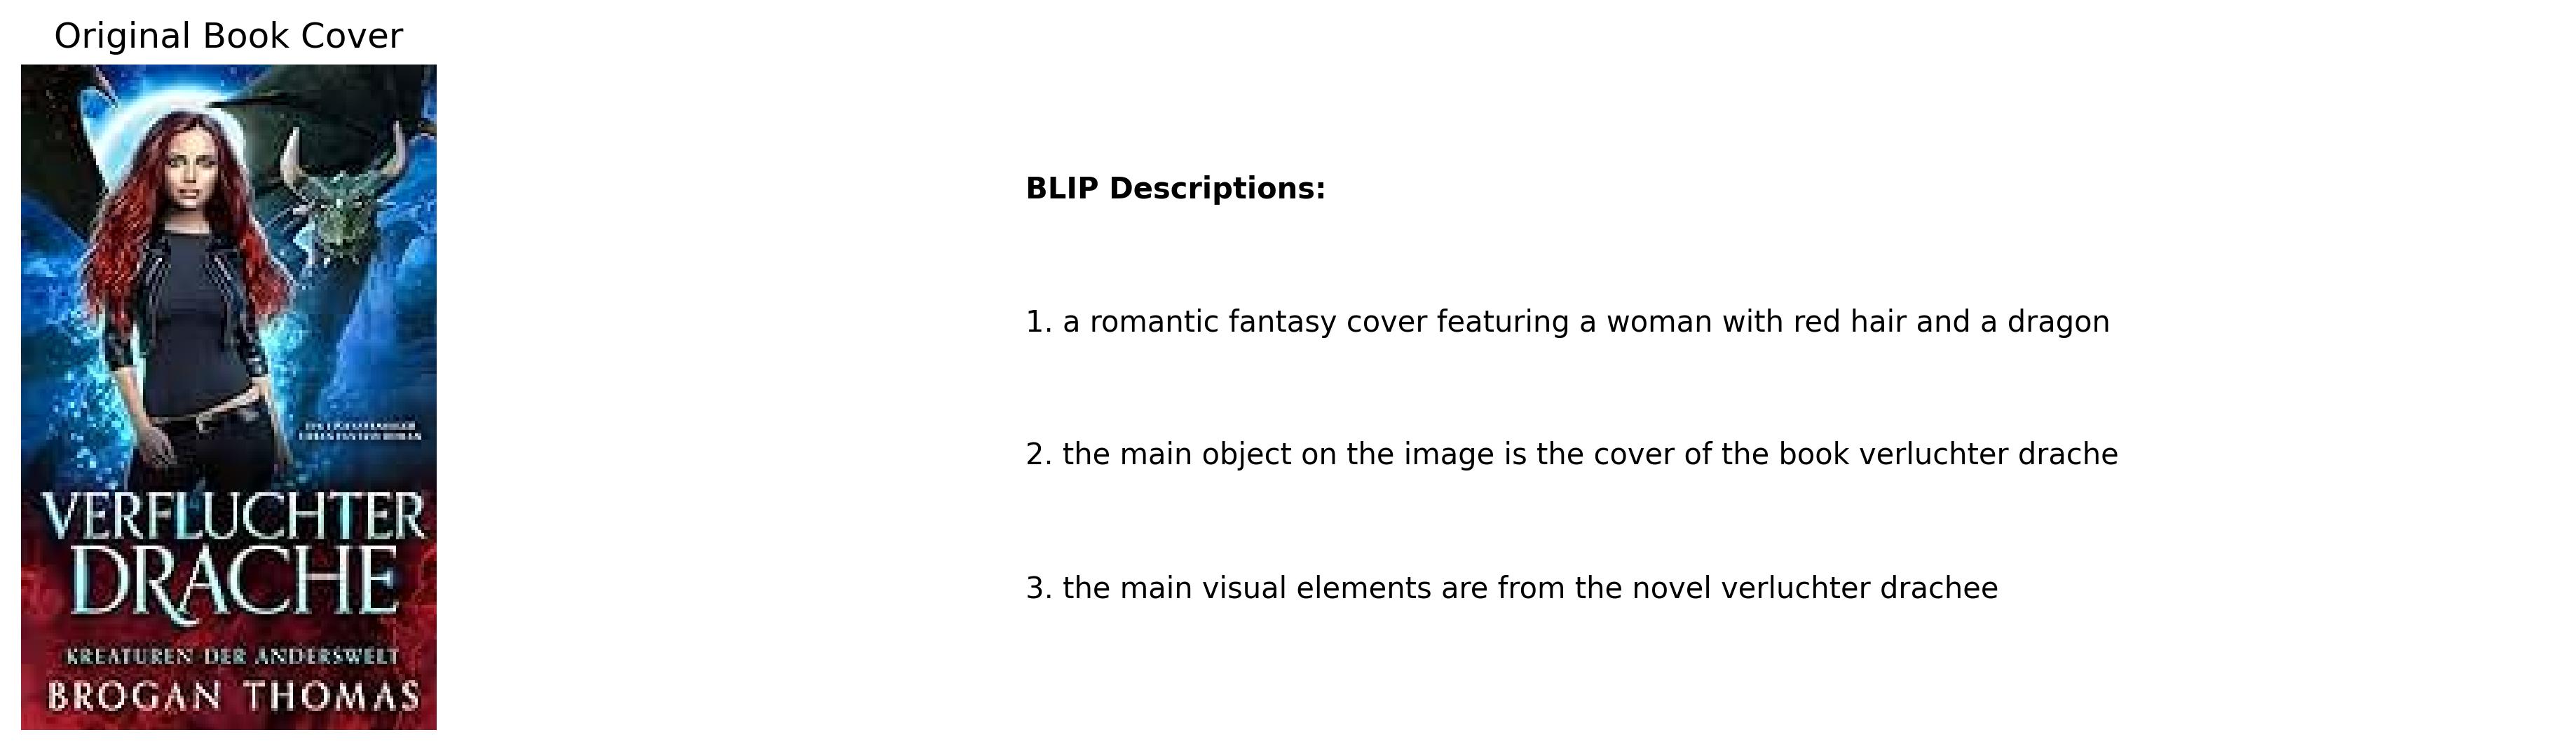 Original Book Cover
VERFLUCHTER
DRACHE
KREATUREN DER ANDERSWELT
BROGAN THOMAS
BLIP Descriptions:
1. a romantic fantasy cover featuring a woman with red hair and a dragon
2. the main object on the image is the cover of the book verluchter drache
3. the main visual elements are from the novel verluchter drachee